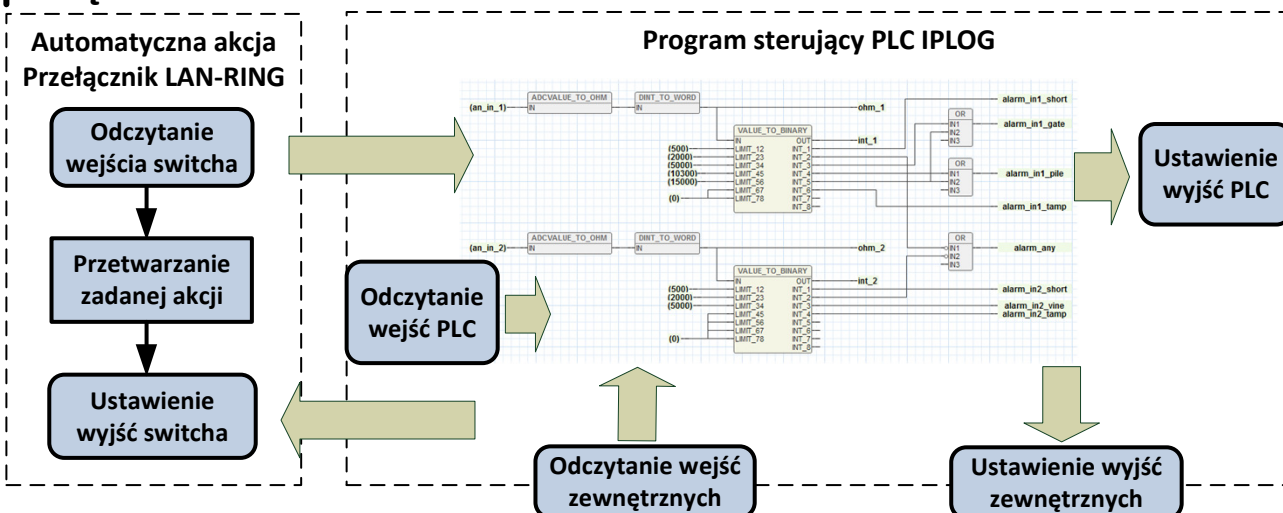 Automatyczna akcja
Przełącznik LAN-RING
Odczytanie
wejścia switcha
Przetwarzanie
zadanej akcji
Ustawienie
wyjść switcha
Program sterujący PLC IPLOG
(an_in_1)
ADCVALUE_TO_OHM
IN
DINT_TO_WORD
IN
ohm_1
VALUE_TO_BINARY
IN OUT
int_1
(500) LIMIT_12 INT_1
(2000) LIMIT_23 INT_2
(5000) LIMIT_34 INT_3
(10300) LIMIT_45 INT_4
(15000) LIMIT_56 INT_5
LIMIT_67 INT_6
(0) LIMIT_78 INT_7
INT_8
OR
IN1
IN2
IN3
OR
IN1
IN2
IN3
alarm_in1_short
alarm_in1_gate
alarm_in1_pile
alarm_in1_tamp
(an_in_2)
ADCVALUE_TO_OHM
IN
DINT_TO_WORD
IN
ohm_2
VALUE_TO_BINARY
IN OUT
int_2
(500) LIMIT_12 INT_1
(2000) LIMIT_23 INT_2
(5000) LIMIT_34 INT_3
LIMIT_45 INT_4
LIMIT_56 INT_5
LIMIT_67 INT_6
(0) LIMIT_78 INT_7
INT_8
OR
IN1
IN2
IN3
alarm_any
alarm_in2_short
alarm_in2_vine
alarm_in2_tamp
Odczytanie
wejść PLC
Ustawienie
wyjść PLC
Odczytanie wejść
zewnętrznych
Ustawienie wyjść
zewnętrznych